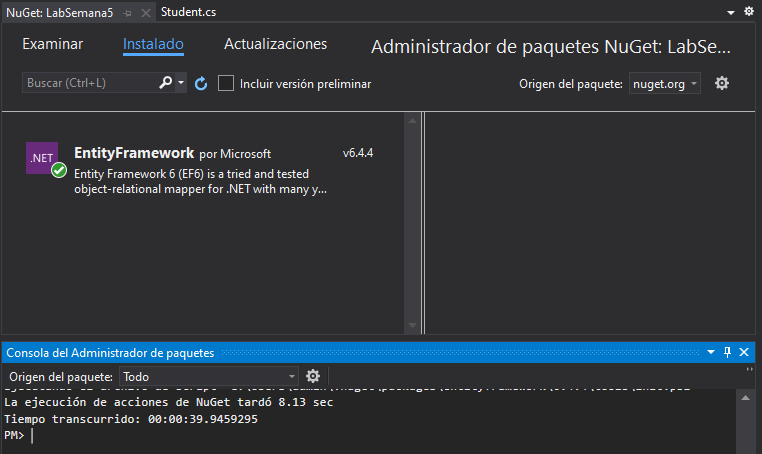 NuGet: LabSemana5
Student.cs
Examinar Instalado Actualizaciones
Administrador de paquetes NuGet: LabSe...
Buscar (Ctrl+L)
Incluir versión preliminar
Origen del paquete: nuget.org
.NET
EntityFramework por Microsoft
v6.4.4
Entity Framework 6 (EF6) is a tried and tested
object-relational mapper for .NET with many y...
Consola del Administrador de paquetes
Origen del paquete: Todo
La ejecución de acciones de NuGet tardó 8.13 sec
Tiempo transcurrido: 00:00:39.9459295
PM>